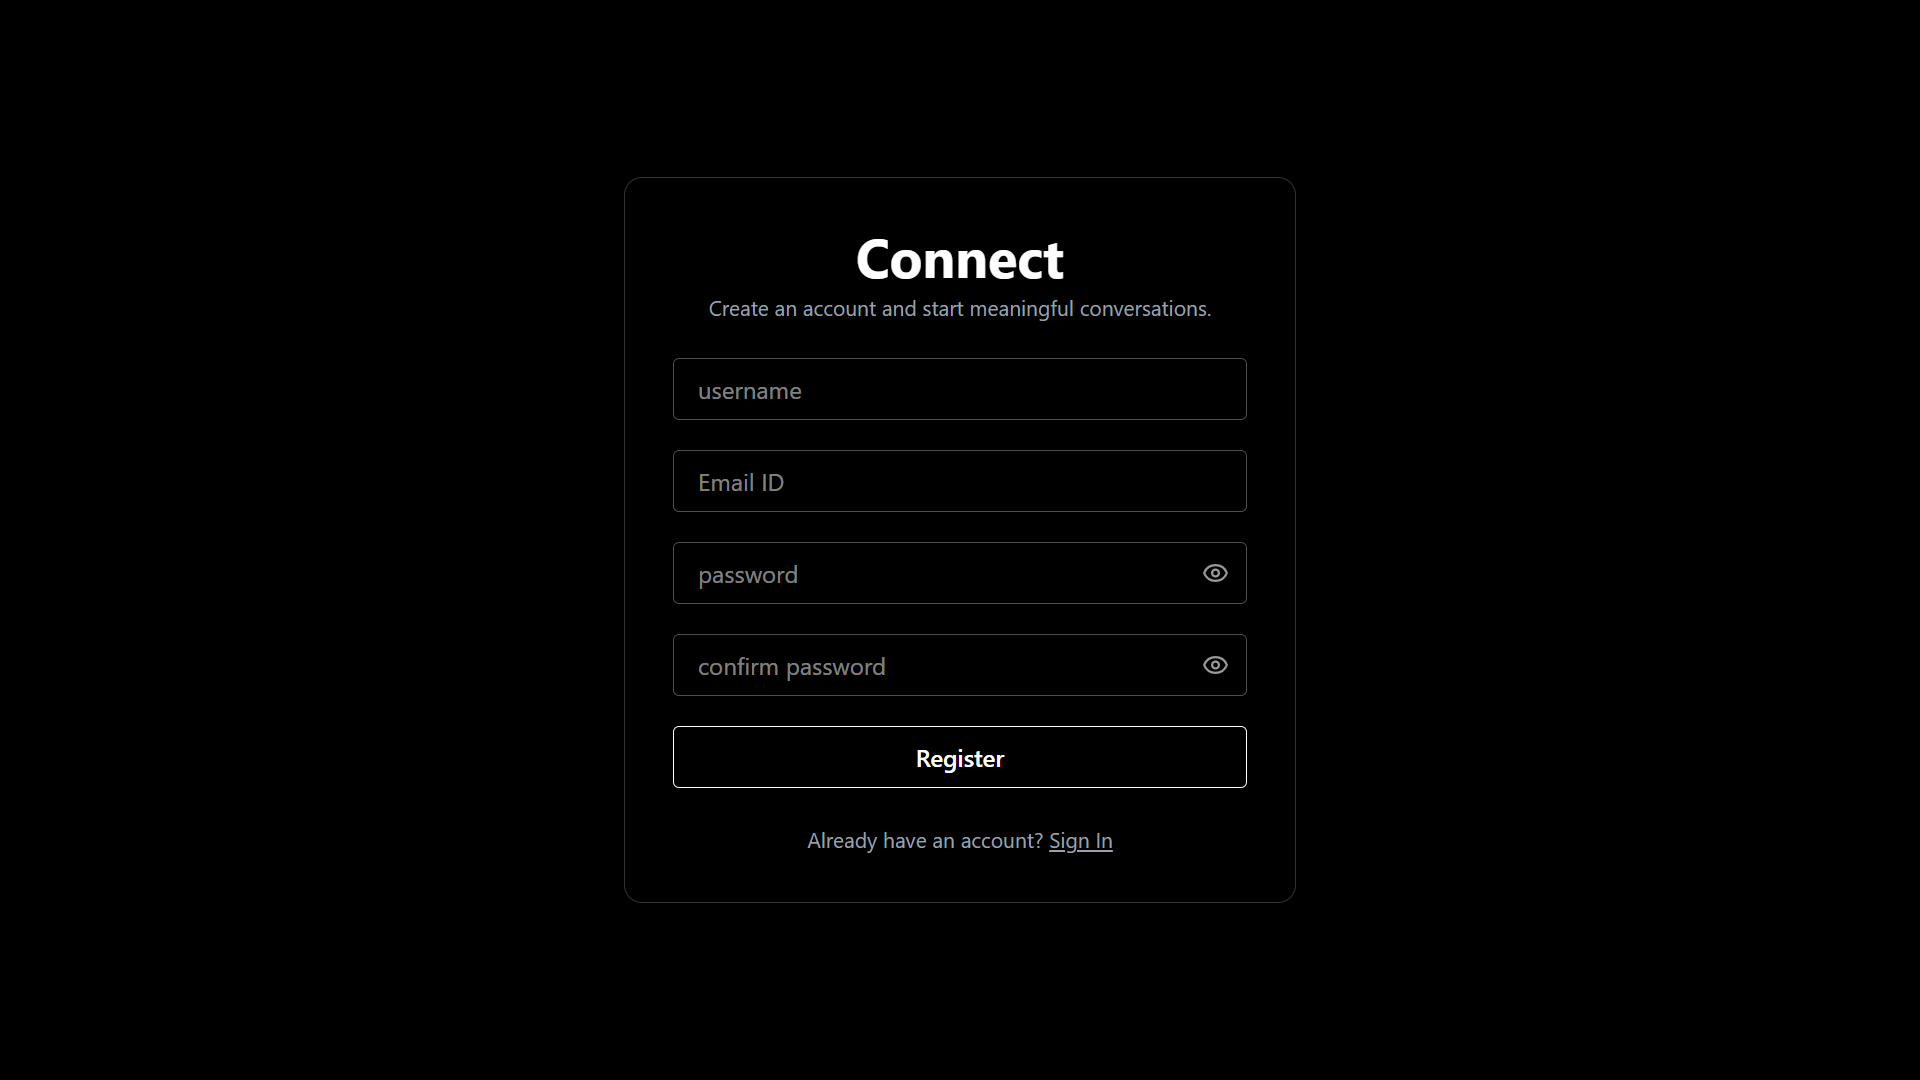 Connect
Create an account and start meaningful conversations.
username
Email ID
password
confirm password
Register
Already have an account? Sign In